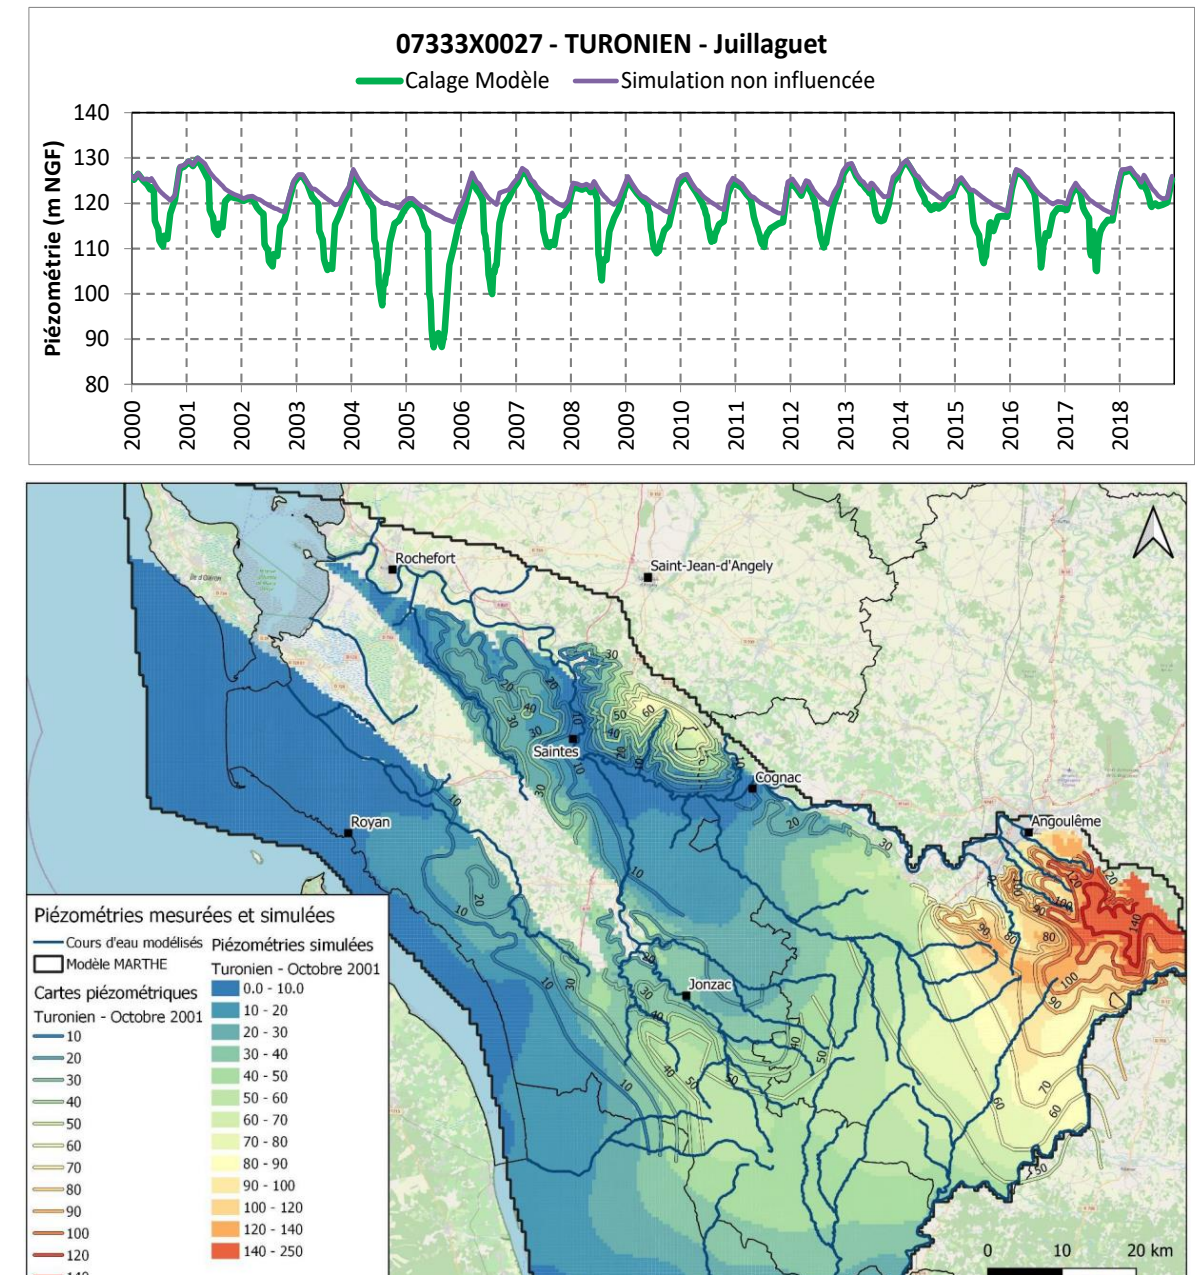 07333X0027 - TURONIEN - Juillaguet
Calage Modèle Simulation non influencée
Piézométrie (m NGF)
140
130
120
110
100
90
80
2000 2001 2002 2003 2004 2005 2006 2007 2008 2009 2010 2011 2012 2013 2014 2015 2016 2017 2018
Rochefort
Saint-Jean-d'Angely
Ile d'Oléron
Saintes
Cognac
Royan
Angoulême
Jonzac
Piézométries mesurées et simulées
Cours d'eau modélisés
Modèle MARTHE
Cartes piézométriques
Turonien - Octobre 2001
10
20
30
40
50
60
70
80
90
100
120
140
Piézométries simulées
Turonien - Octobre 2001
0.0 - 10.0
10 - 20
20 - 30
30 - 40
40 - 50
50 - 60
60 - 70
70 - 80
80 - 90
90 - 100
100 - 120
120 - 140
140 - 250
0 10 20 km